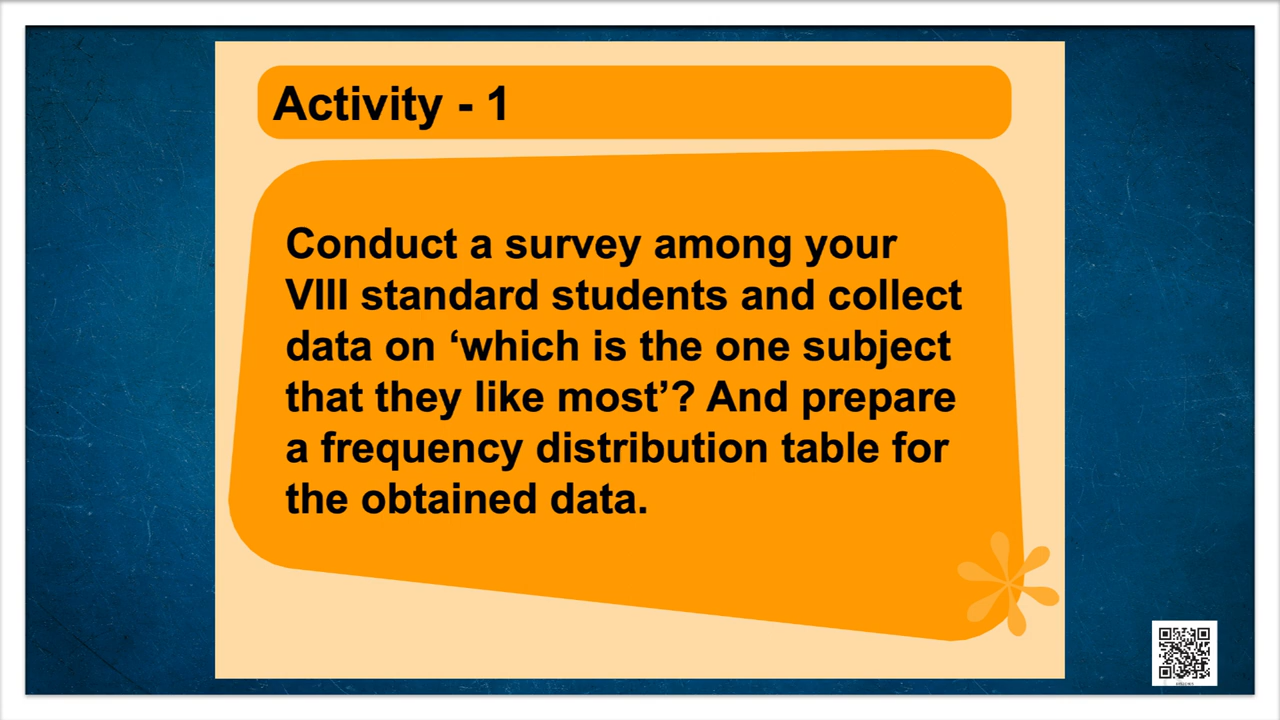 Activity - 1
Conduct a survey among your
VIII standard students and collect
data on ‘which is the one subject
that they like most’? And prepare
a frequency distribution table for
the obtained data.